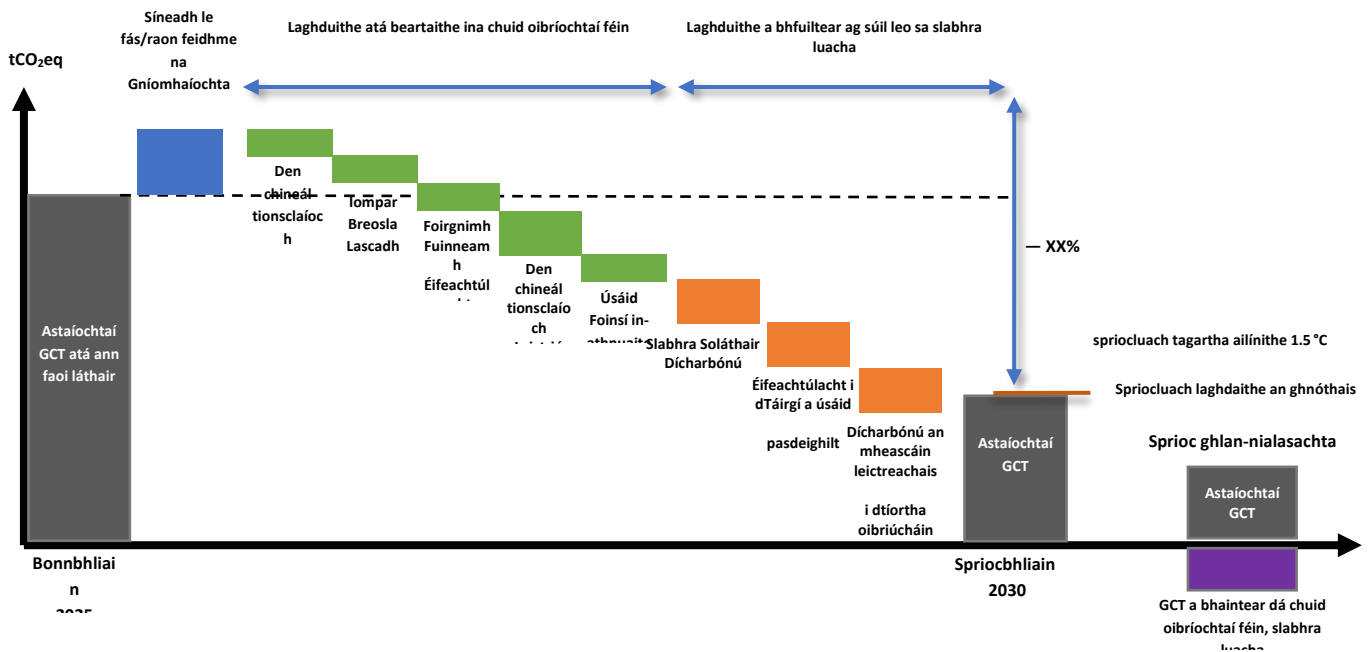 tCO₂eq
Síneadh le
fás/raon feidhme
na
Gníomhaíochta
Laghduithe atá beartaithe ina chuid oibríochtaí féin
Laghduithe a bhfuiltear ag súil leo sa slabhra
luacha
Den
chineál
tionsclaíoc
h
Tompar
Breosla
Lascadh
Foirgnimh
Fuinneam
h
Éifeachtúl
Den
chineál
tionsclaío
ch
Úsáid
Foinsí in-
Slabhra Soláthair
Dícharbónú
Éifeachtúlacht i
dTáirgí a úsáid
pasdeighilt
Dícharbónú an
mheascáin
leictreachais
i dtíortha
oibriúcháin
— XX%
spriocluach tagartha ailínithe 1.5 °C
Spriocluach laghdaithe an ghnóthais
Astaíochtaí
GCT atá ann
faoi láthair
Astaíochtaí
GCT
Sprioc ghlan-nialasachta
Astaíochtaí
GCT
Bonnbhliai
n
Spriocbhliain
2030
GCT a bhaintear dá chuid
oibríochtaí féin, slabhra